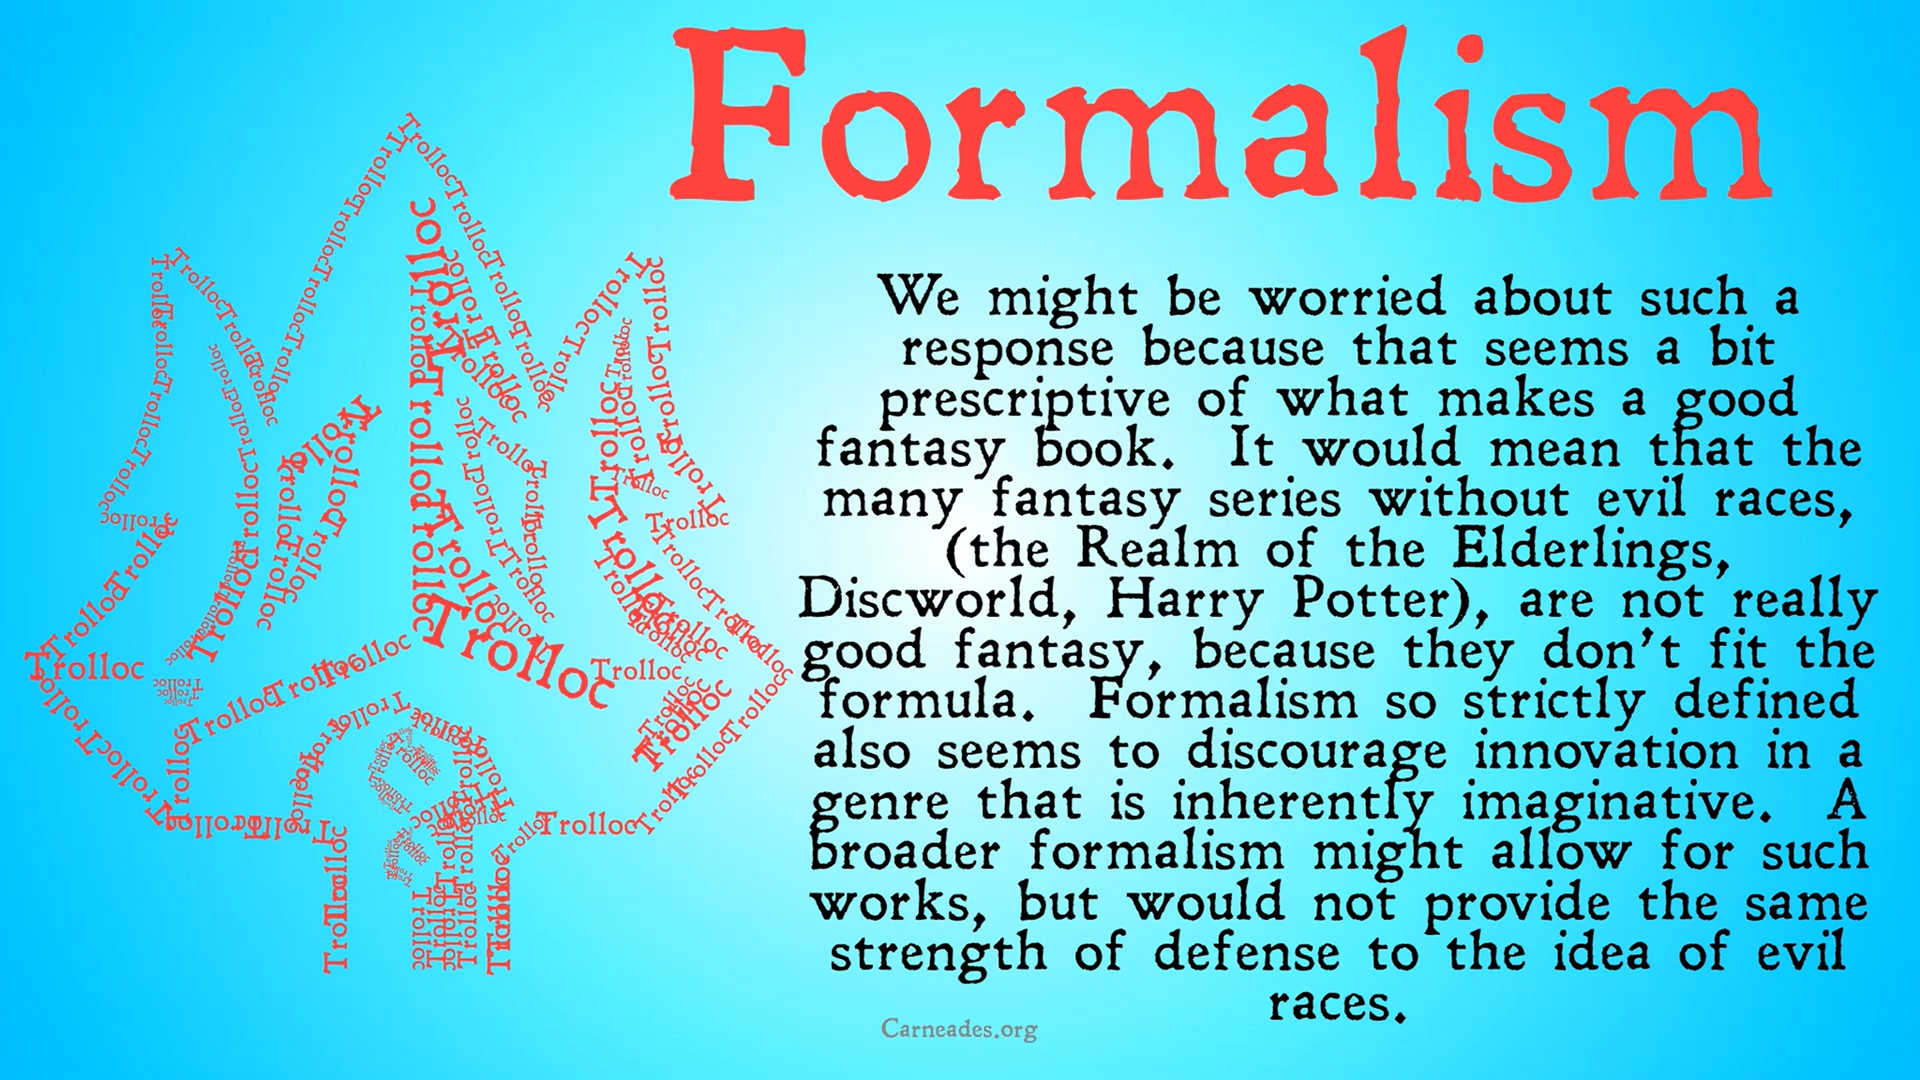 Formalism
We might be worried about such a
response because that seems a bit
prescriptive of what makes a good
fantasy book. It would mean that the
many fantasy series without evil races,
(the Realm of the Elderlings,
Discworld, Harry Potter), are not really
good fantasy, because they don't fit the
formula. Formalism so strictly defined
also seems to discourage innovation in a
genre that is inherently imaginative. A
broader formalism might allow for such
works, but would not provide the same
strength of defense to the idea of evil
races.
Carneades.org
Trolloc